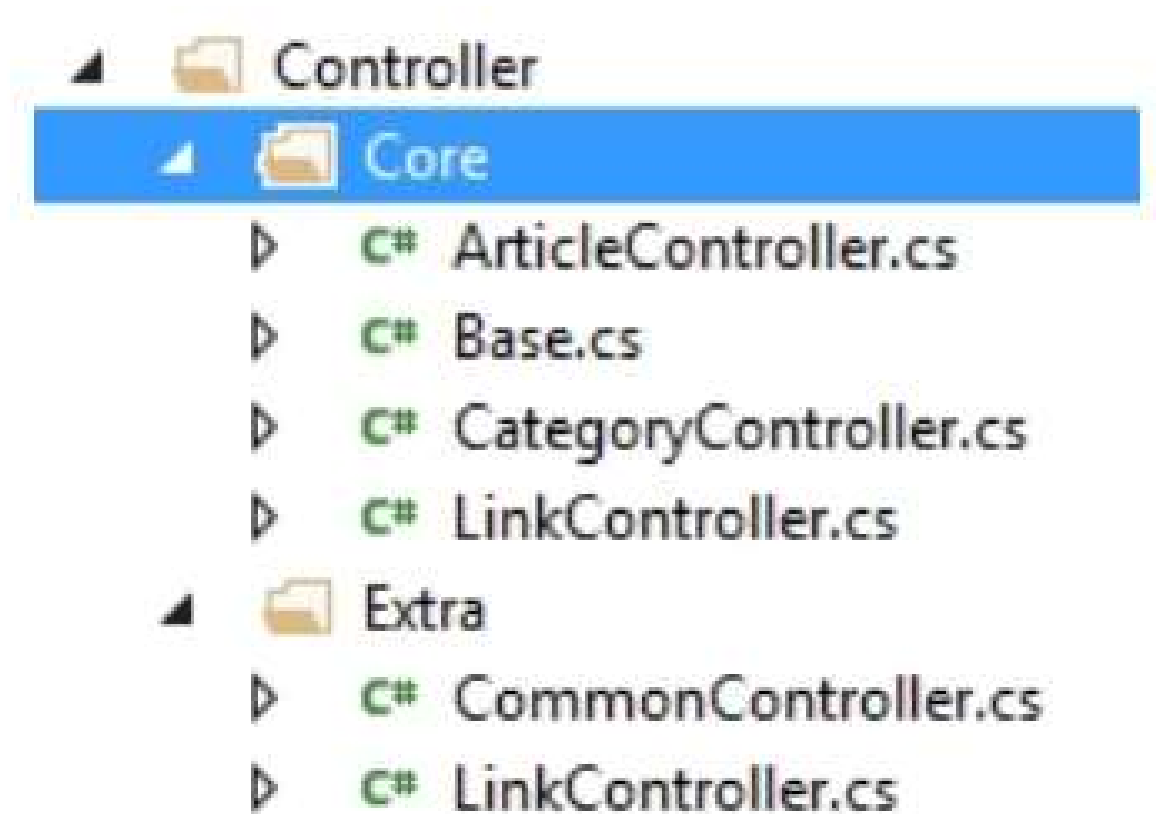 Controller
Core
C# ArticleController.cs
C# Base.cs
C# CategoryController.cs
C# LinkController.cs
Extra
C# CommonController.cs
C# LinkController.cs